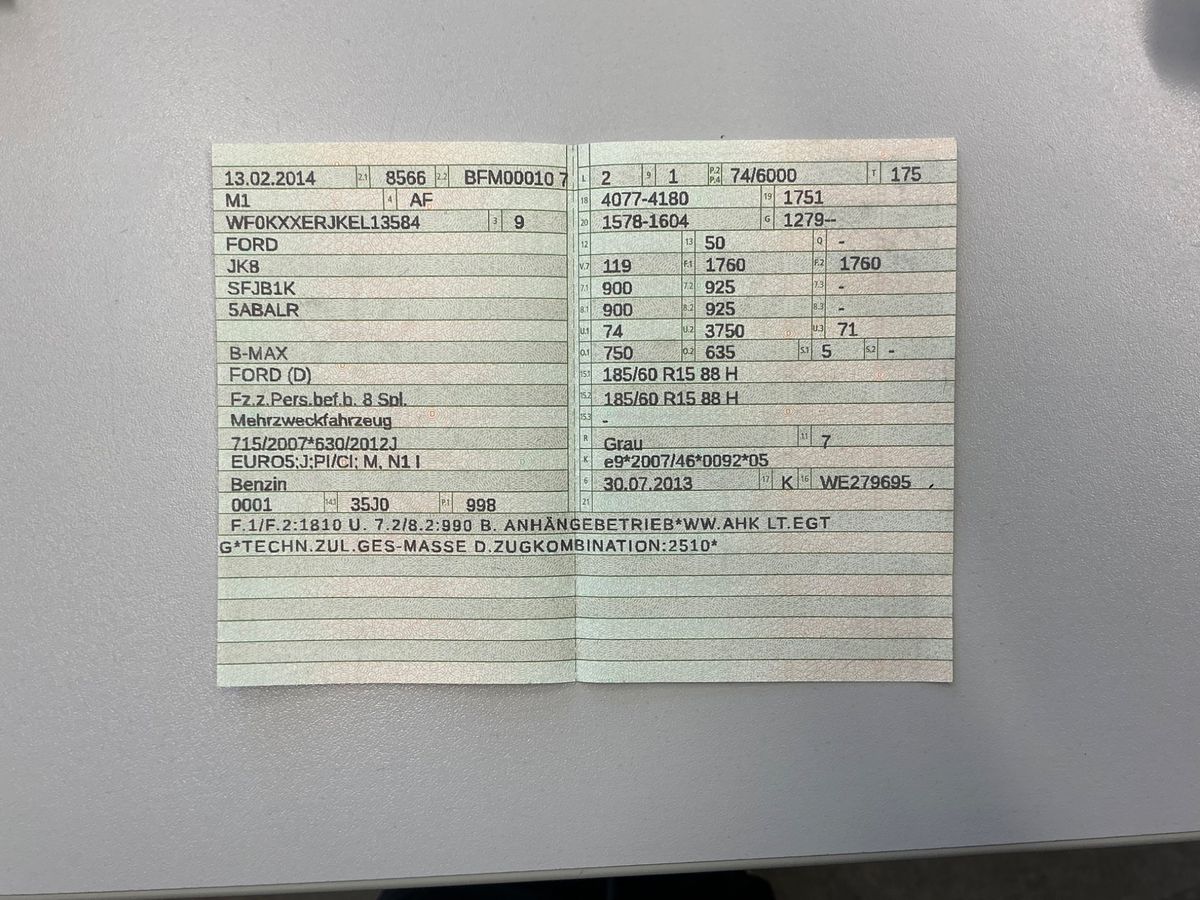 13.02.2014 2.1 8566 2.2 BFM00010 7
M1 4 AF
WF0KXXERJKEL13584 3 9
FORD
JK8
SFJB1K
5ABALR
B-MAX
FORD (D)
Fz.z.Pers.bef.b. 8 Spl.
Mehrzweckfahrzeug
715/2007*630/2012J
EURO5;J;PI/CI; M, N1 I
Benzin
0001 14.1 35J0 P.1 998
L 2 9 1 P.2 P.4 74/6000 T 175
18 4077-4180 19 1751
20 1578-1604 G 1279--
12 13 50 Q -
V.7 119 F.1 1760 F.2 1760
7.1 900 7.2 925 7.3 -
8.1 900 8.2 925 8.3 -
U.1 74 U.2 3750 U.3 71
O.1 750 O.2 635 S.1 5 S.2 -
15.1 185/60 R15 88 H
15.2 185/60 R15 88 H
15.3 -
R Grau 11 7
K e9*2007/46*0092*05
6 30.07.2013 17 K 16 WE279695
21
F.1/F.2:1810 U. 7.2/8.2:990 B. ANHÄNGEBETRIEB*WW.AHK LT.EGT
G*TECHN.ZUL.GES-MASSE D.ZUGKOMBINATION:2510*